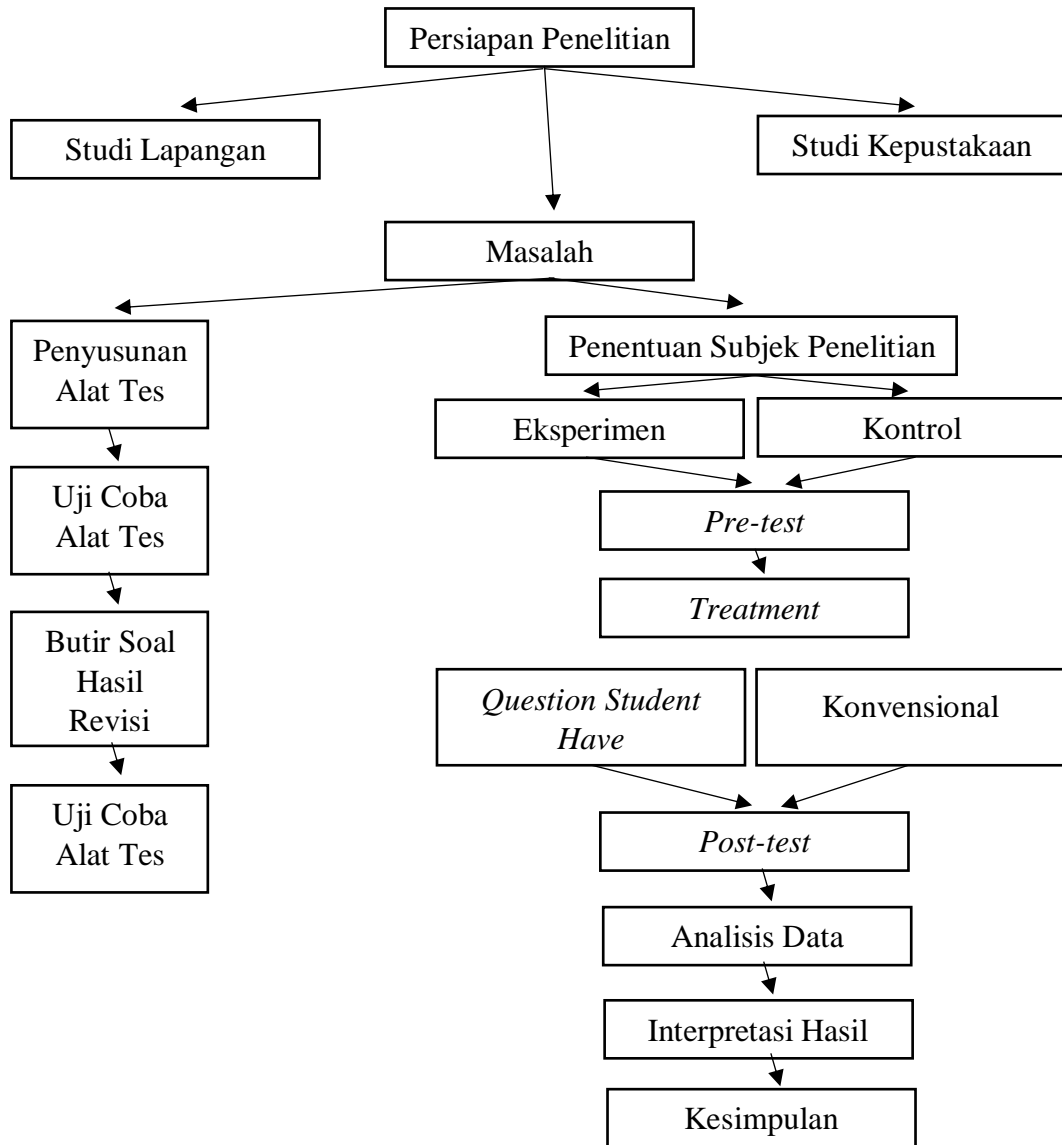 Persiapan Penelitian
Studi Lapangan
Studi Kepustakaan
Masalah
Penyusunan
Alat Tes
Penentuan Subjek Penelitian
Eksperimen
Kontrol
Uji Coba
Alat Tes
Pre-test
Treatment
Butir Soal
Hasil
Revisi
Question Student
Have
Konvensional
Uji Coba
Alat Tes
Post-test
Analisis Data
Interpretasi Hasil
Kesimpulan